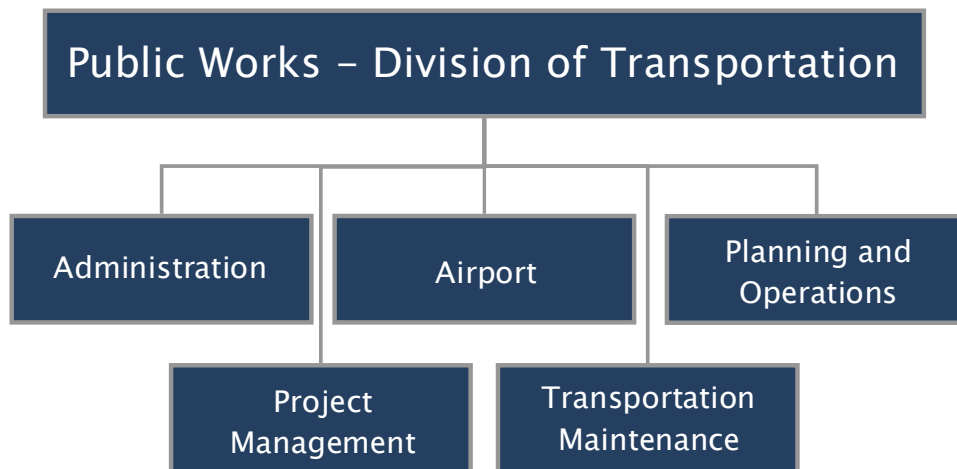 Public Works – Division of Transportation
Administration
Airport
Planning and
Operations
Project
Management
Transportation
Maintenance